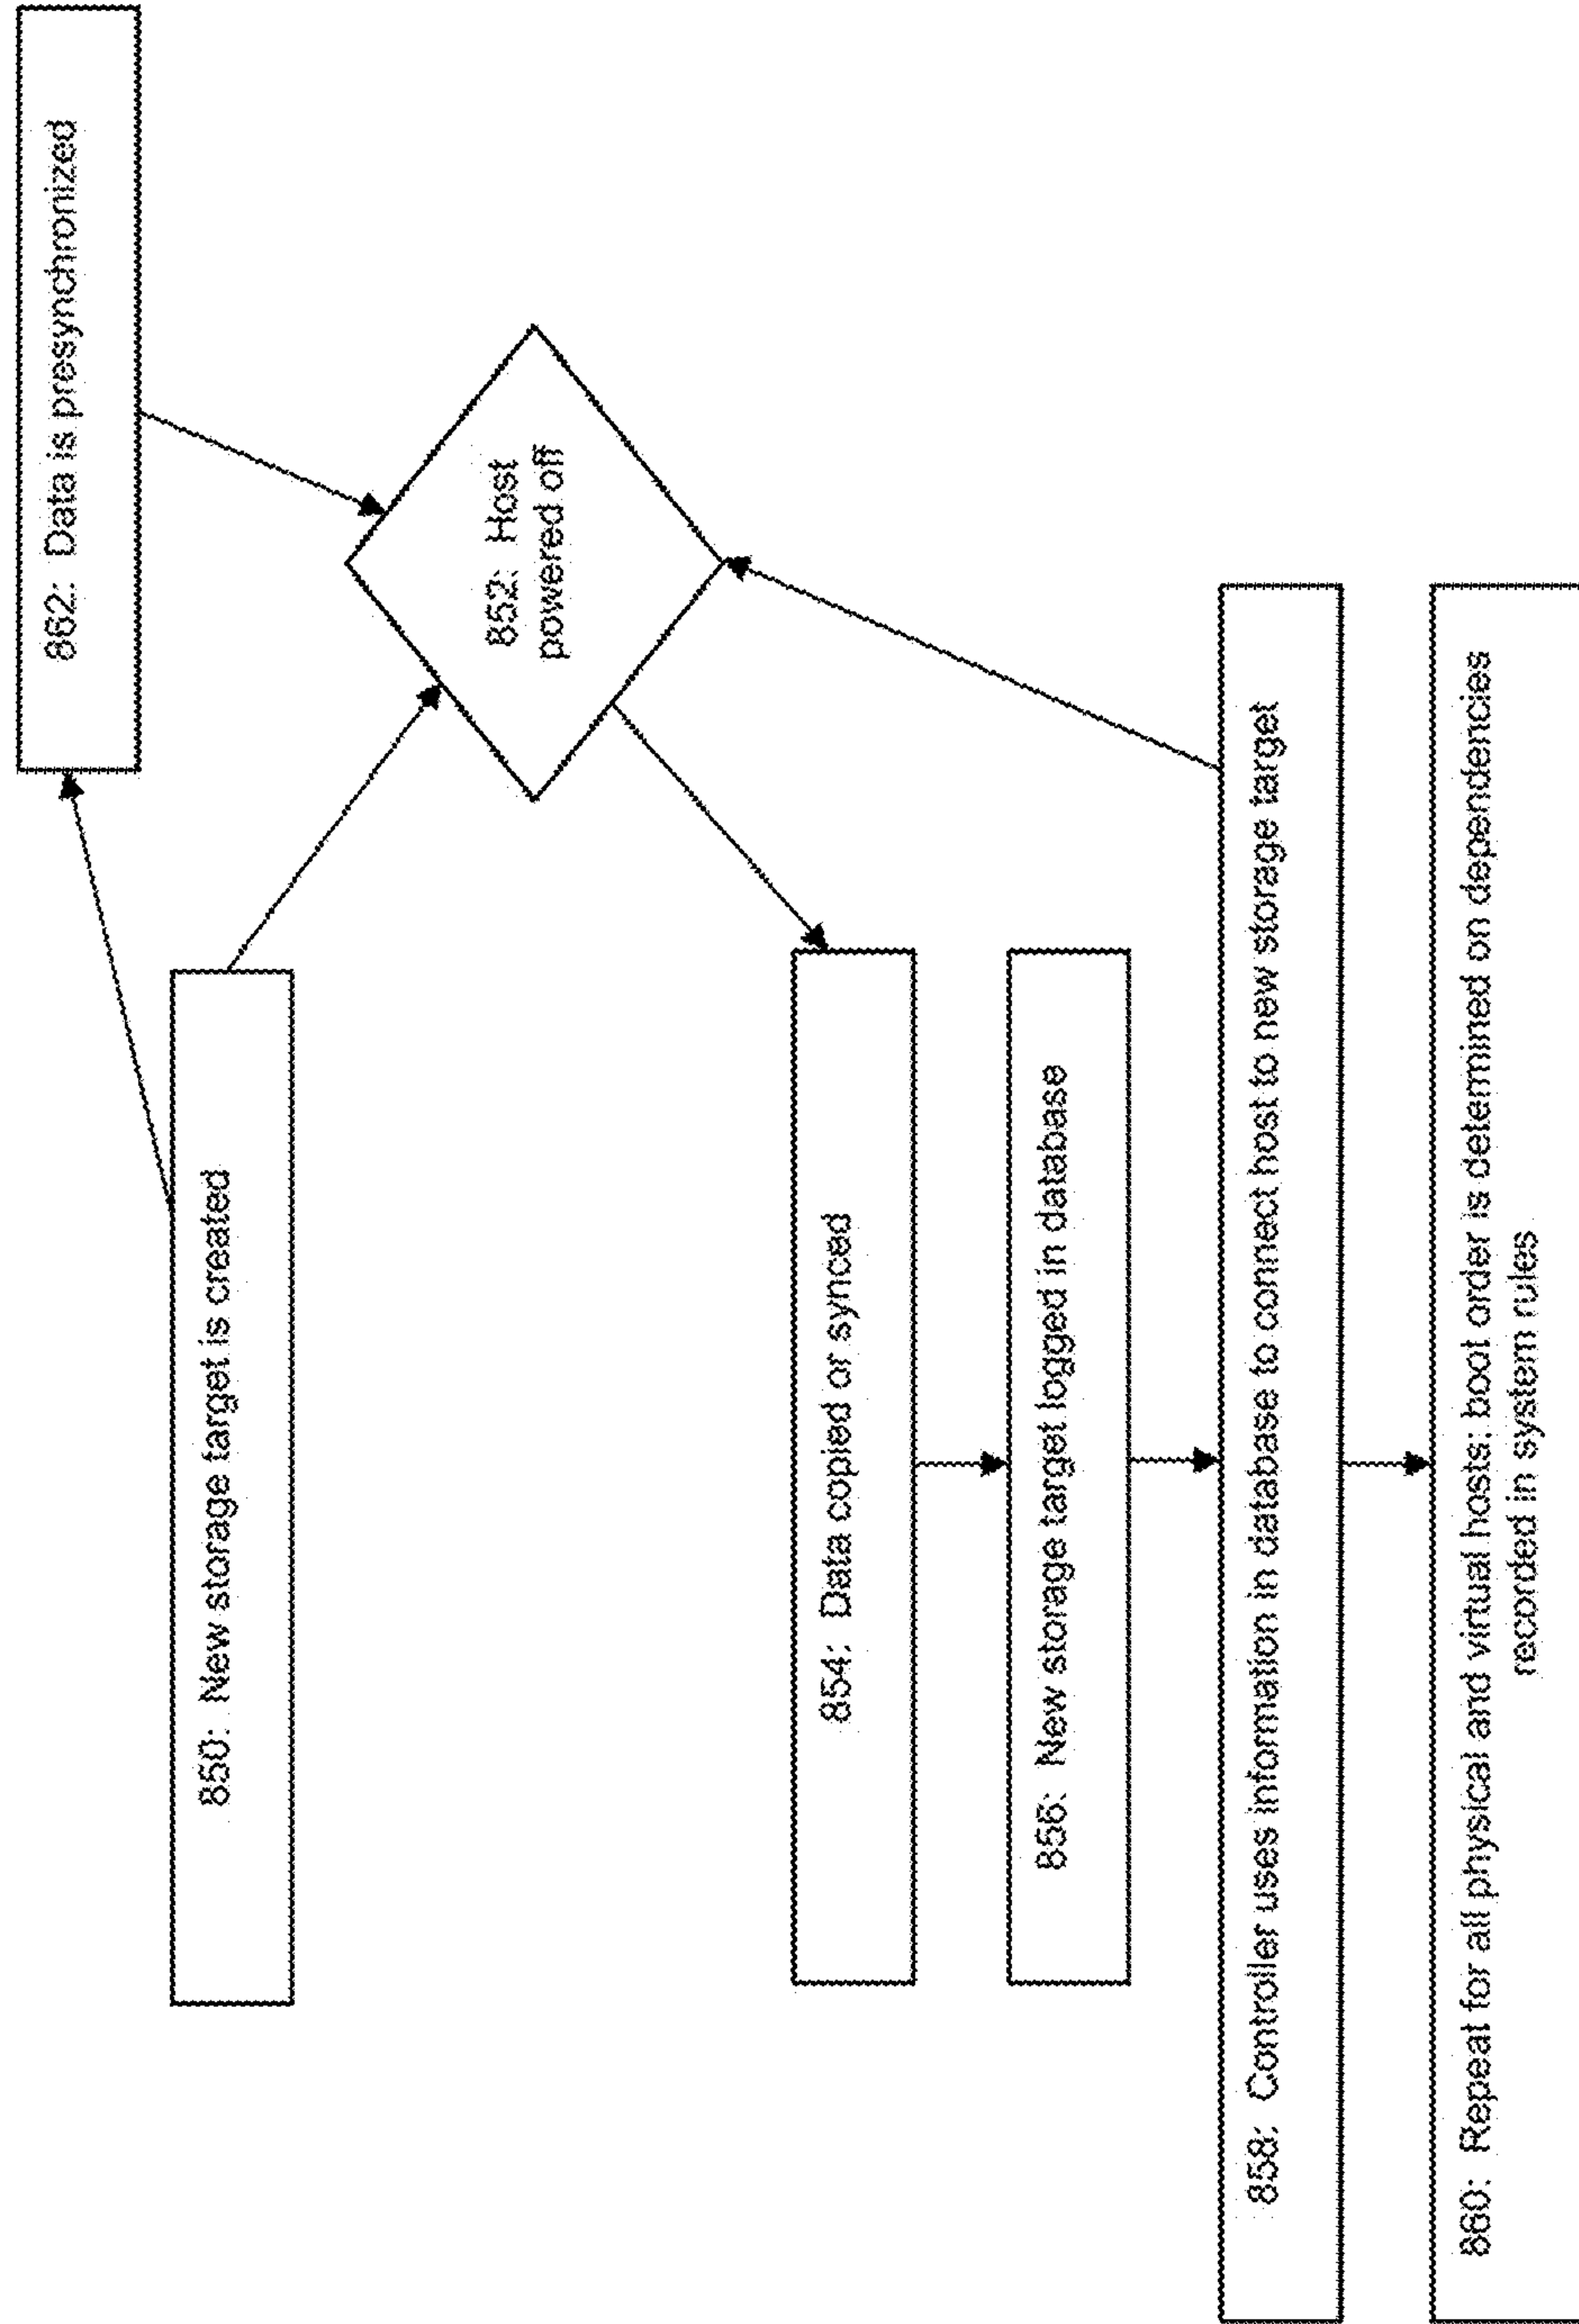 862: Data is presynchronized
850: New storage target is created
852: Host
powered off
854: Data copied or synced
856: New storage target logged in database
858: Controller uses information in database to connect host to new storage target
860: Repeat for all physical and virtual hosts; boot order is determined on dependencies
recorded in system rules